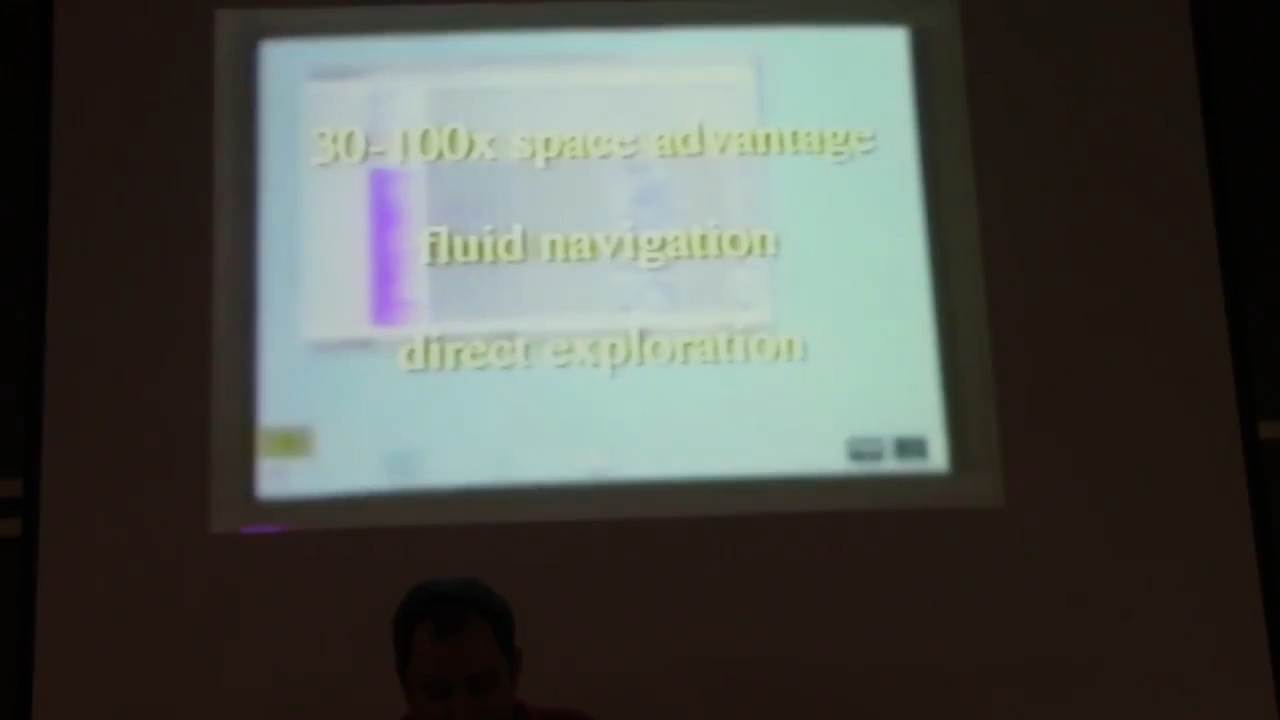 30-100x space advantage
fluid navigation
direct exploration